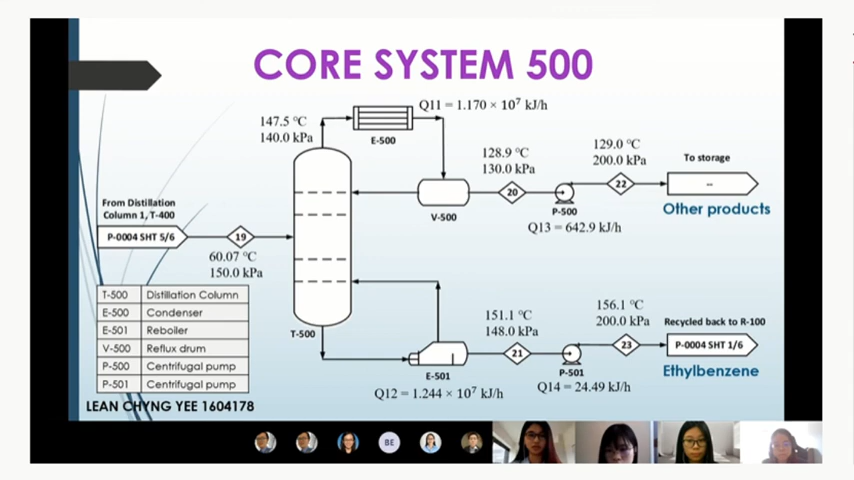 CORE SYSTEM 500
Q11 = 1.170 × 10⁷ kJ/h
147.5 °C
140.0 kPa
E-500
128.9 °C
130.0 kPa
129.0 °C
200.0 kPa
To storage
--
20
22
V-500
P-500
Other products
Q13 = 642.9 kJ/h
From Distillation
Column 1, T-400
P-0004 SHT 5/6
19
60.07 °C
150.0 kPa
T-500
T-500 Distillation Column
E-500 Condenser
E-501 Reboiler
V-500 Reflux drum
P-500 Centrifugal pump
P-501 Centrifugal pump
151.1 °C
148.0 kPa
156.1 °C
200.0 kPa
Recycled back to R-100
21
23
P-0004 SHT 1/6
E-501
P-501
Ethylbenzene
Q12 = 1.244 × 10⁷ kJ/h
Q14 = 24.49 kJ/h
LEAN CHYNG YEE 1604178
BE